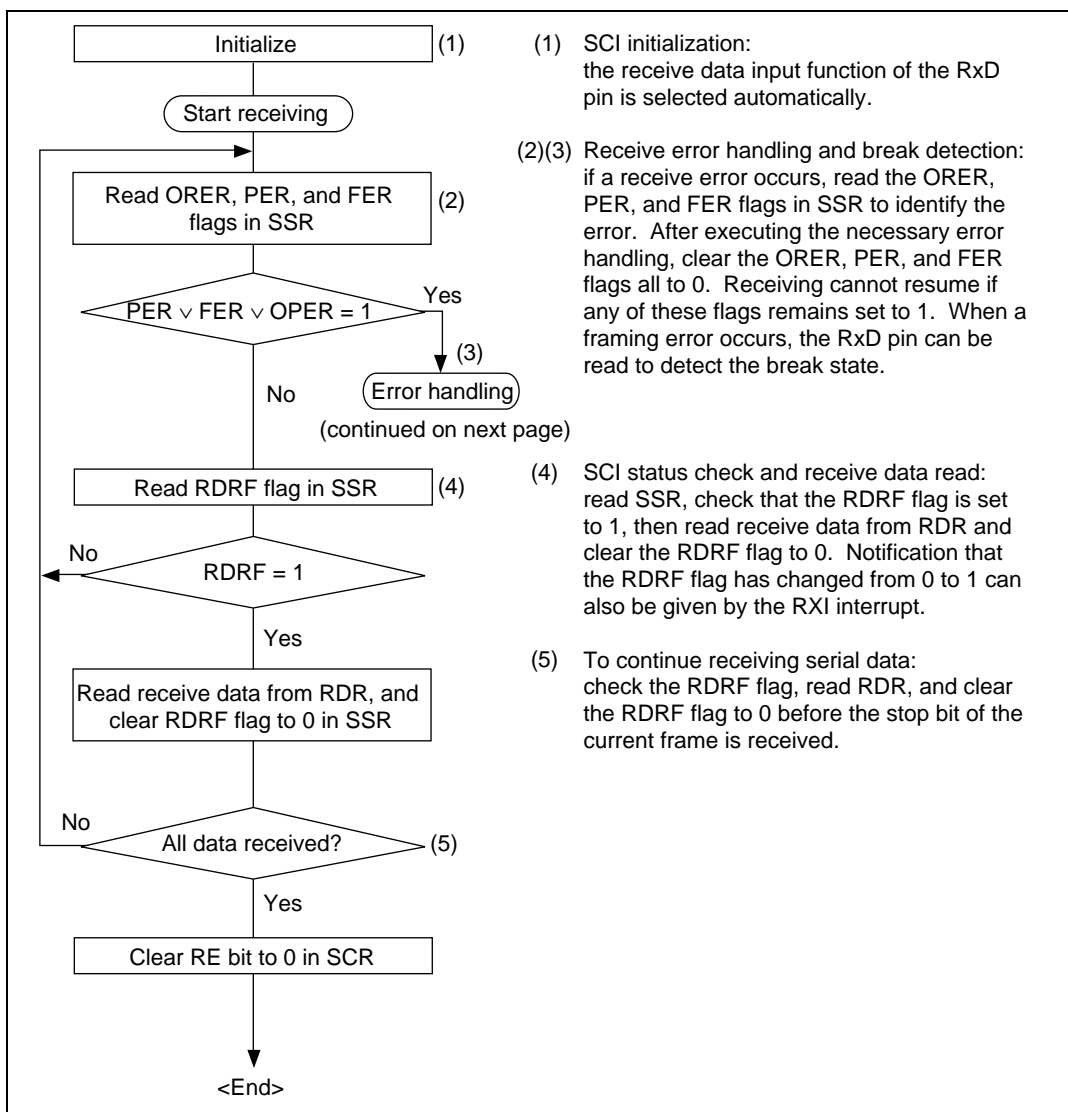 Initialize
(1)
Start receiving
Read ORER, PER, and FER
flags in SSR
(2)
PER ∨ FER ∨ OPER = 1
Yes
(3)
Error handling
(continued on next page)
No
Read RDRF flag in SSR
(4)
No
RDRF = 1
Yes
Read receive data from RDR, and
clear RDRF flag to 0 in SSR
No
All data received?
(5)
Yes
Clear RE bit to 0 in SCR
<End>
(1) SCI initialization:
the receive data input function of the RxD
pin is selected automatically.
(2)(3) Receive error handling and break detection:
if a receive error occurs, read the ORER,
PER, and FER flags in SSR to identify the
error. After executing the necessary error
handling, clear the ORER, PER, and FER
flags all to 0. Receiving cannot resume if
any of these flags remains set to 1. When a
framing error occurs, the RxD pin can be
read to detect the break state.
(4) SCI status check and receive data read:
read SSR, check that the RDRF flag is set
to 1, then read receive data from RDR and
clear the RDRF flag to 0. Notification that
the RDRF flag has changed from 0 to 1 can
also be given by the RXI interrupt.
(5) To continue receiving serial data:
check the RDRF flag, read RDR, and clear
the RDRF flag to 0 before the stop bit of the
current frame is received.